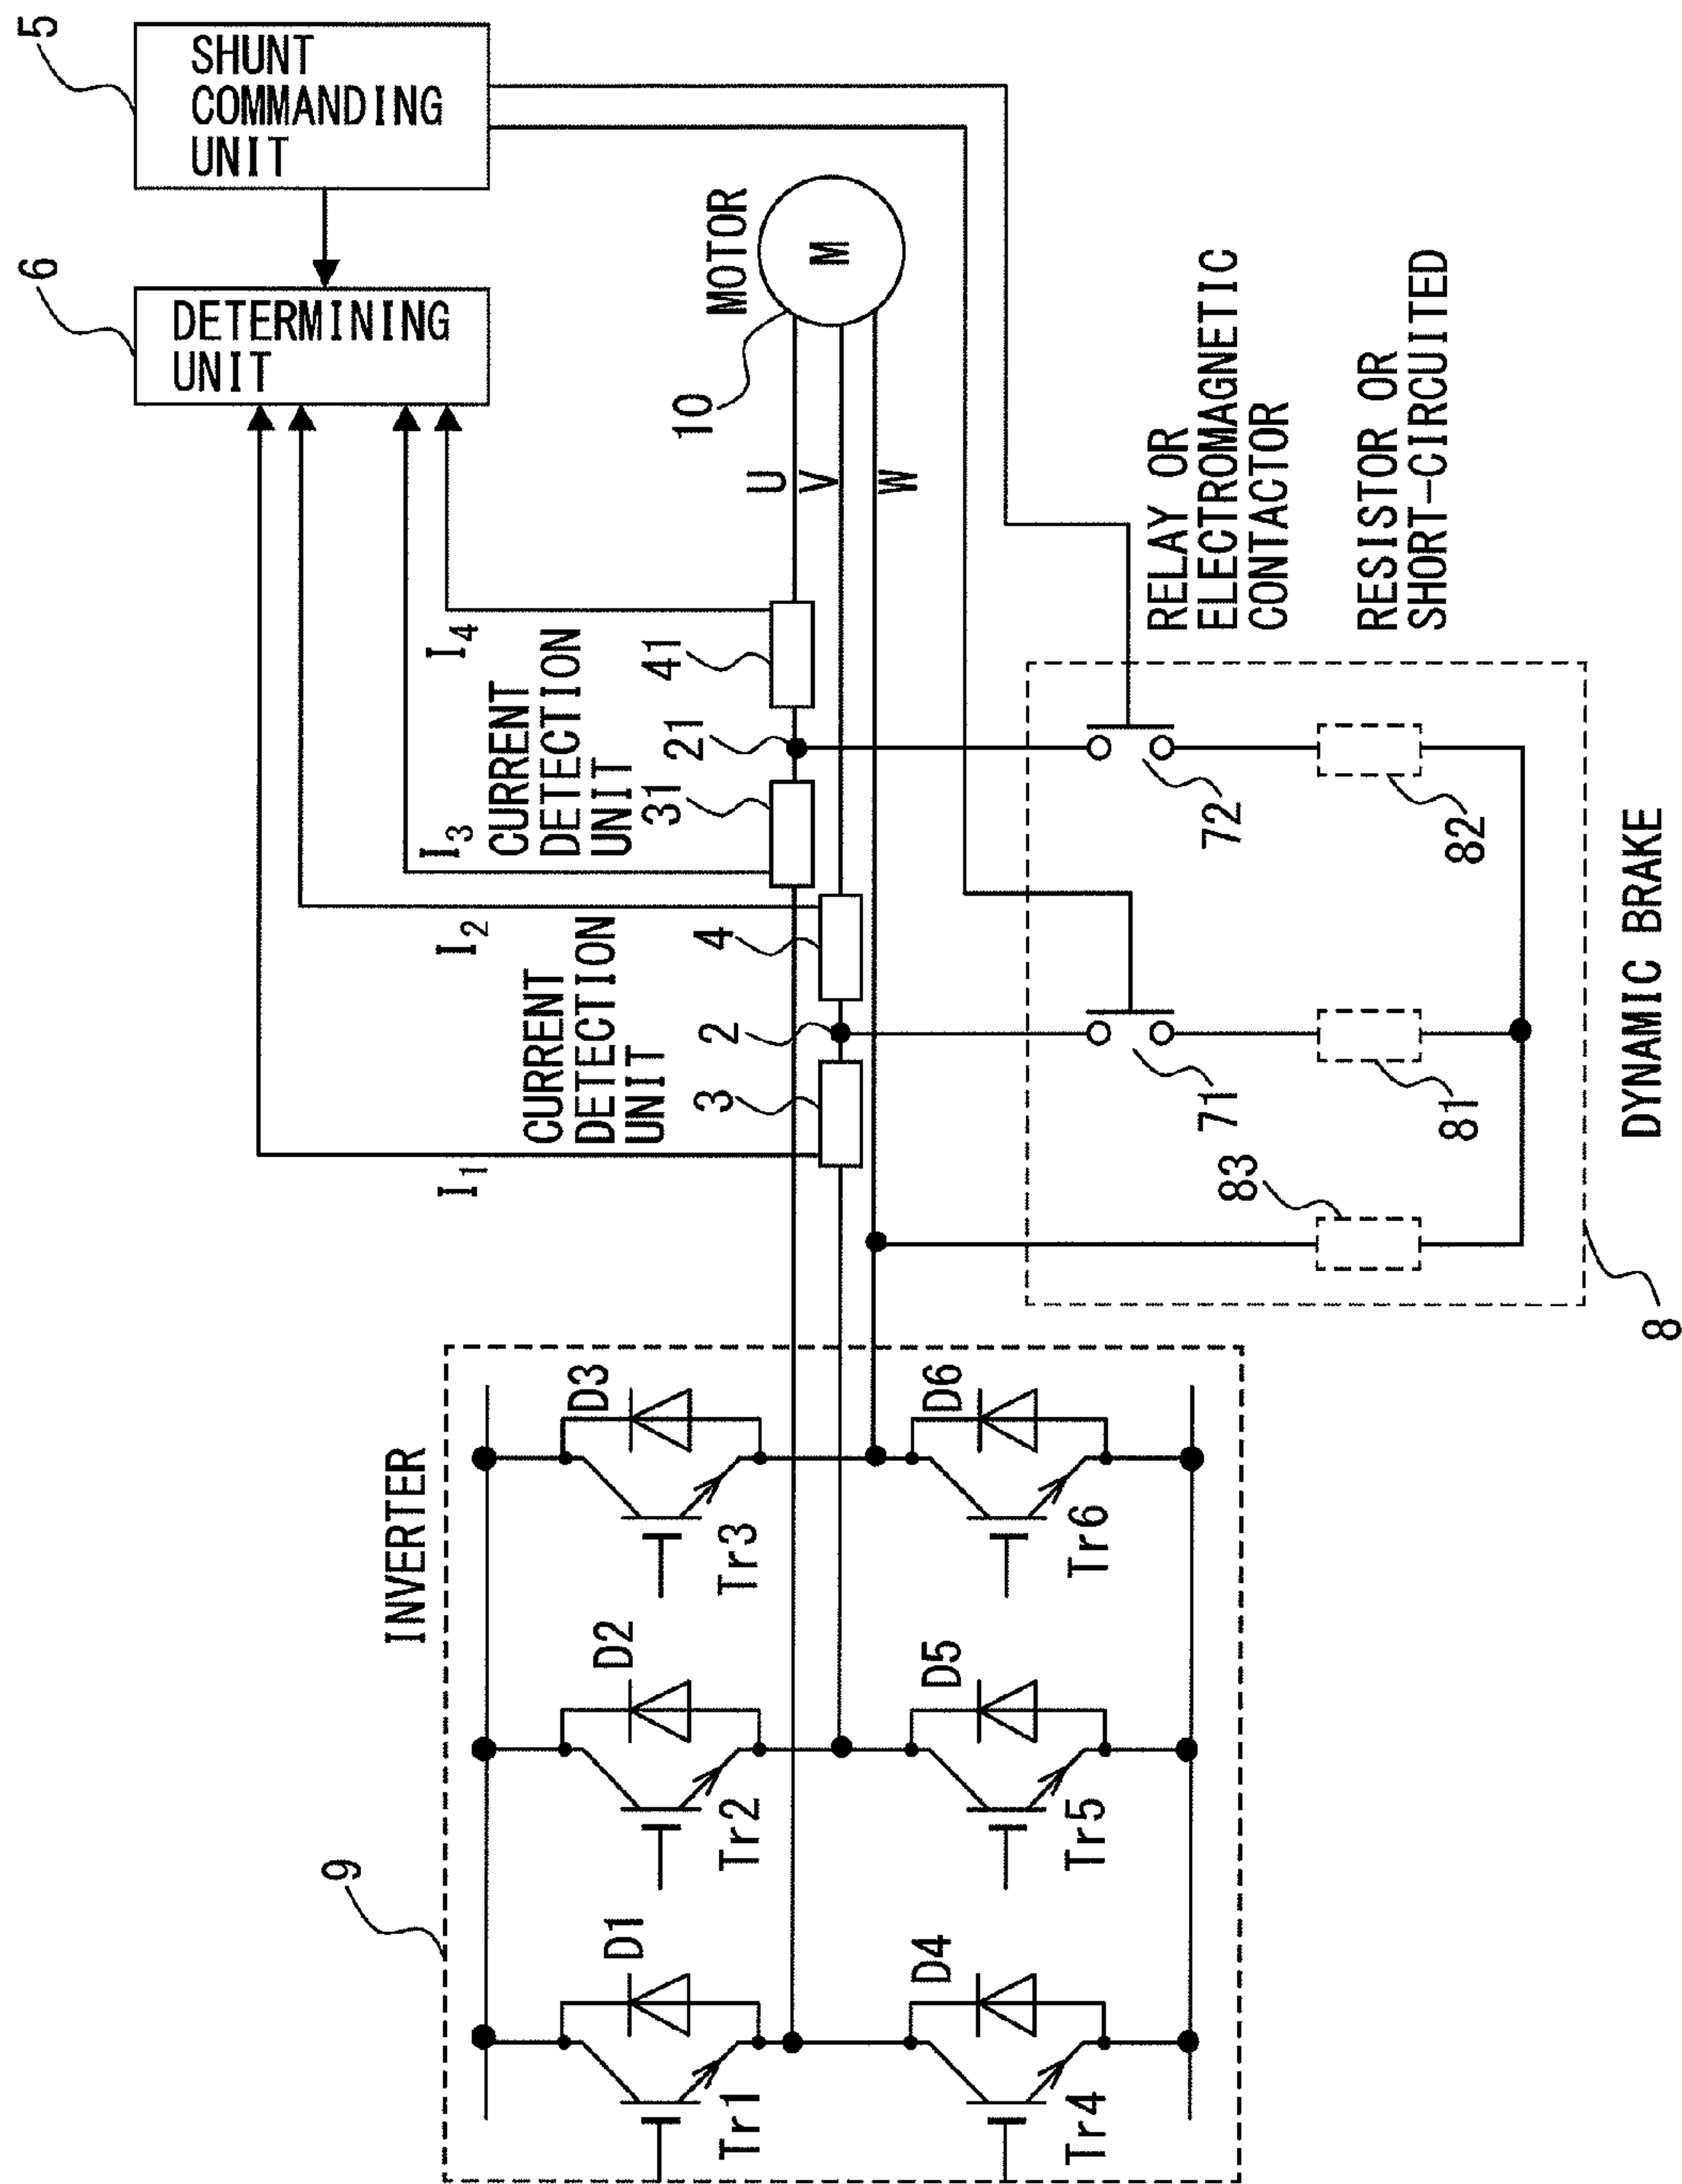 5
SHUNT
COMMANDING
UNIT
6
DETERMINING
UNIT
MOTOR
M
10
U
V
W
I4
41
21
CURRENT
DETECTION
UNIT
31
I3
I2
4
2
CURRENT
DETECTION
UNIT
3
I1
RELAY OR
ELECTROMAGNETIC
CONTACTOR
RESISTOR OR
SHORT-CIRCUITED
72
82
71
81
83
DYNAMIC BRAKE
8
INVERTER
9
D3
Tr3
D6
Tr6
D2
Tr2
D5
Tr5
D1
Tr1
D4
Tr4